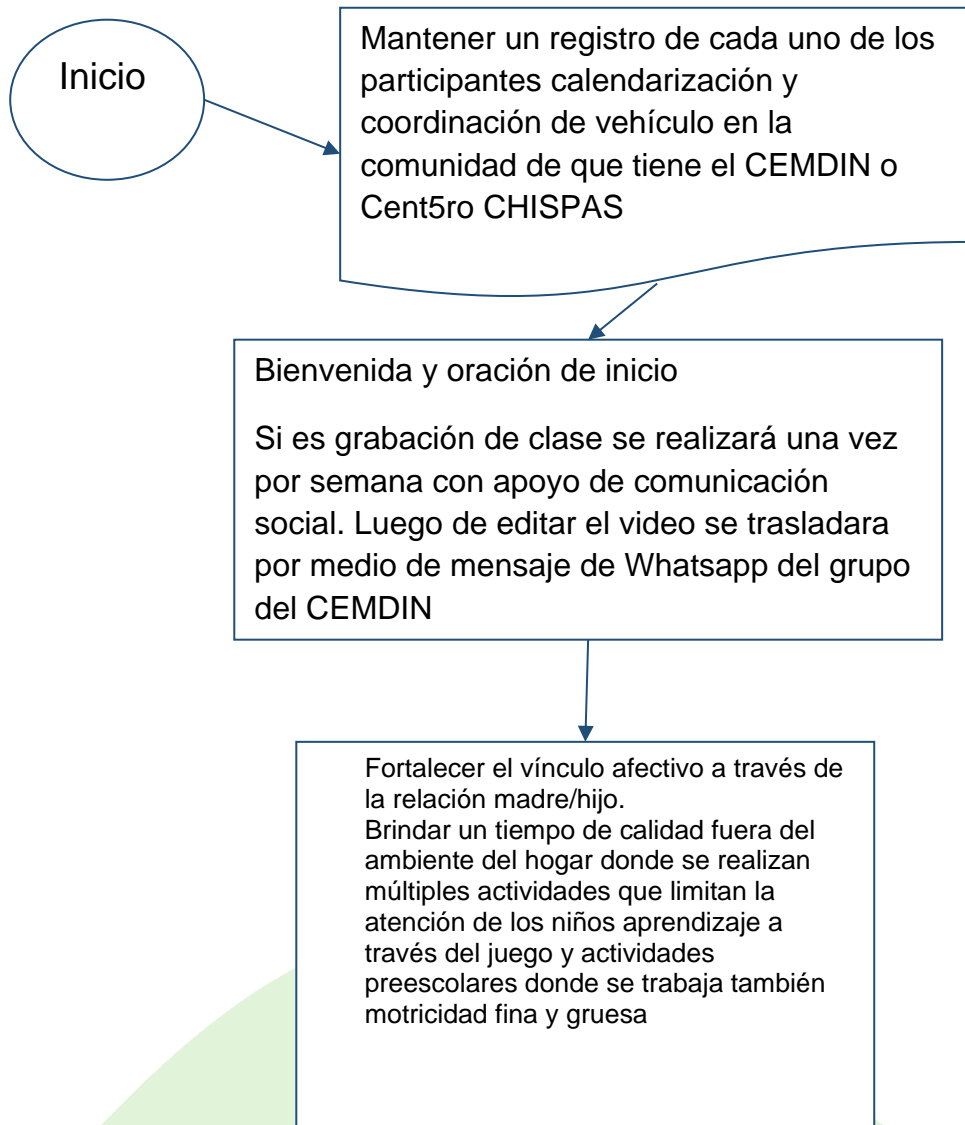 Inicio
Mantener un registro de cada uno de los
participantes calendarización y
coordinación de vehículo en la
comunidad de que tiene el CEMDIN o
Cent5ro CHISPAS
Bienvenida y oración de inicio
Si es grabación de clase se realizará una vez
por semana con apoyo de comunicación
social. Luego de editar el video se trasladara
por medio de mensaje de Whatsapp del grupo
del CEMDIN
Fortalecer el vínculo afectivo a través de
la relación madre/hijo.
Brindar un tiempo de calidad fuera del
ambiente del hogar donde se realizan
múltiples actividades que limitan la
atención de los niños aprendizaje a
través del juego y actividades
preescolares donde se trabaja también
motricidad fina y gruesa